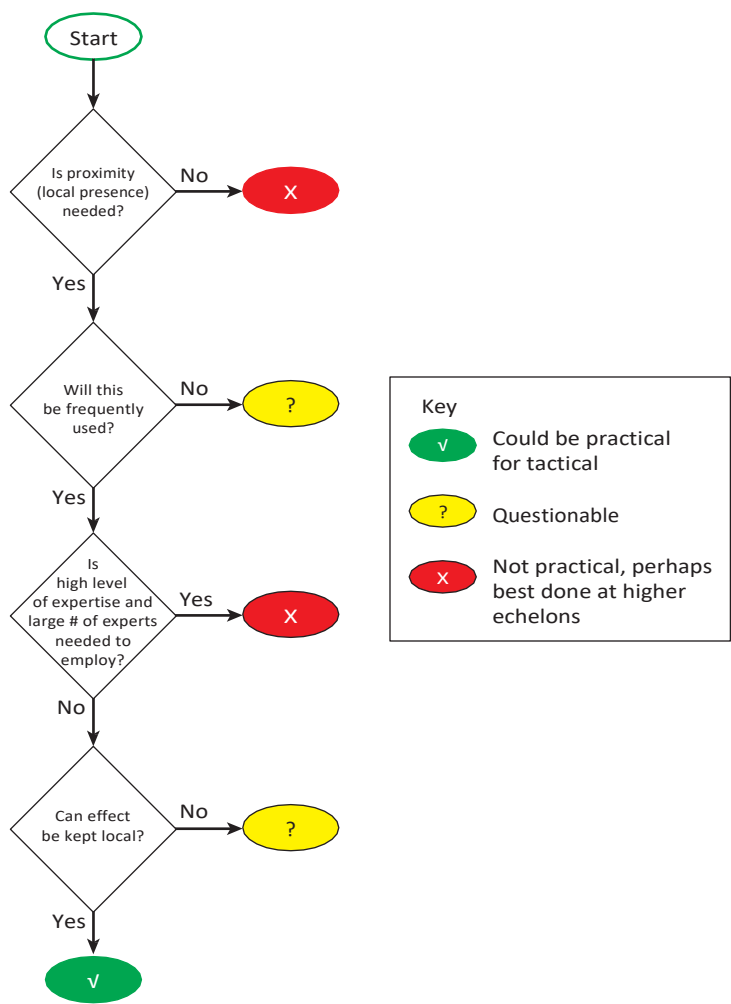 Start
Is proximity
(local presence)
needed?
No
X
Yes
Will this
be frequently
used?
No
?
Yes
Is
high level
of expertise and
large # of experts
needed to
employ?
Yes
X
No
Can effect
be kept local?
No
?
Yes
√
Key
√
Could be practical
for tactical
?
Questionable
X
Not practical, perhaps
best done at higher
echelons